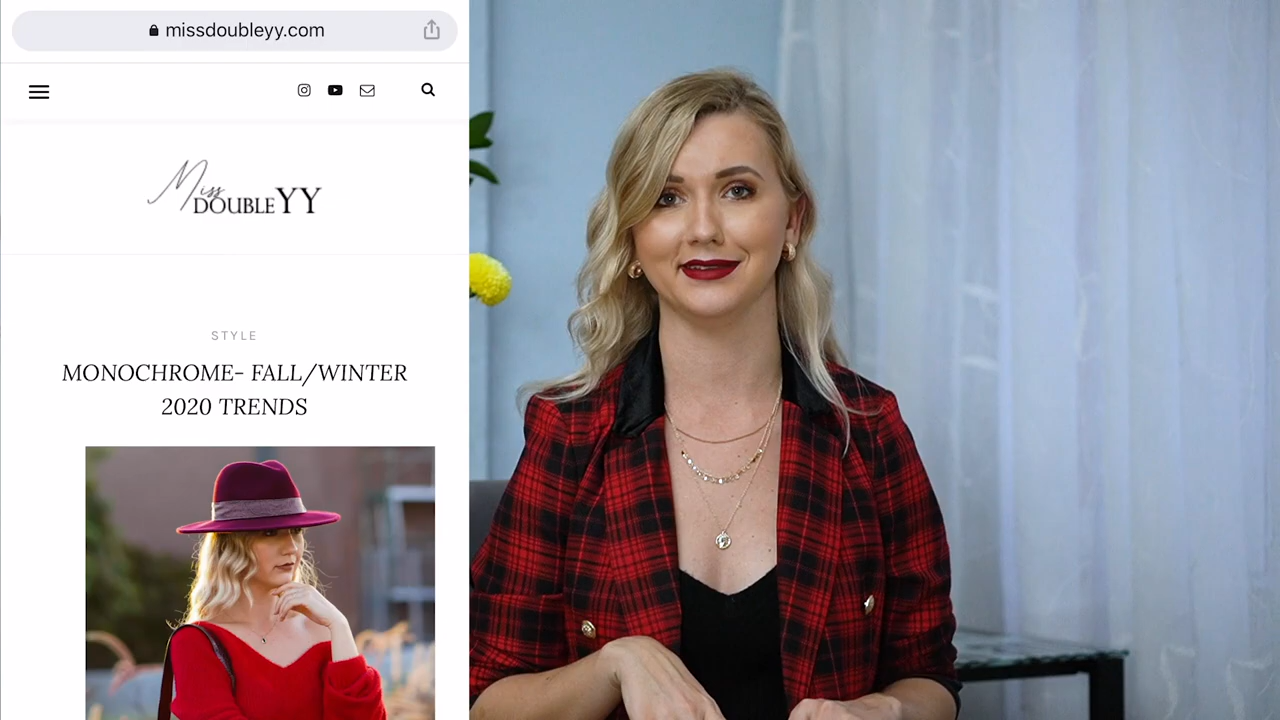 missdoubleyy.com
Miss
DOUBLEYY
STYLE
MONOCHROME- FALL/WINTER
2020 TRENDS